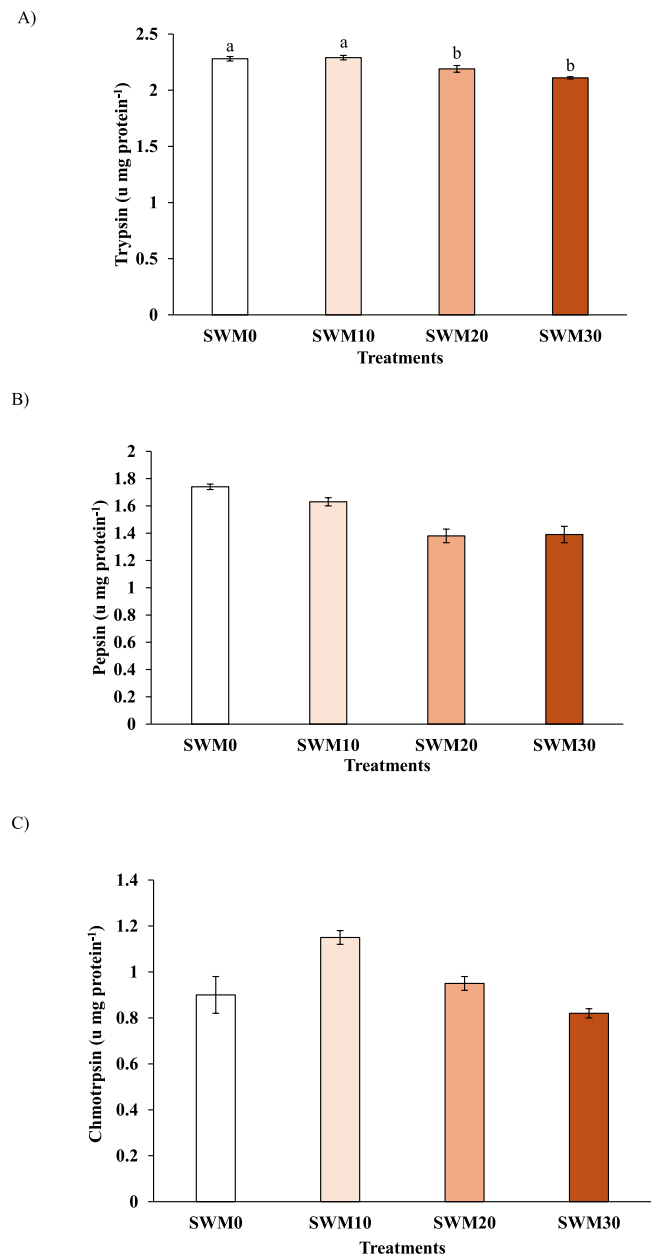 A)
a
a
b
b
2.5
2
1.5
1
0.5
0
Trypsin (u mg protein⁻¹)
SWM0 SWM10 SWM20 SWM30
Treatments
B)
2
1.8
1.6
1.4
1.2
1
0.8
0.6
0.4
0.2
0
Pepsin (u mg protein⁻¹)
SWM0 SWM10 SWM20 SWM30
Treatments
C)
1.4
1.2
1
0.8
0.6
0.4
0.2
0
Chmotrpsin (u mg protein⁻¹)
SWM0 SWM10 SWM20 SWM30
Treatments